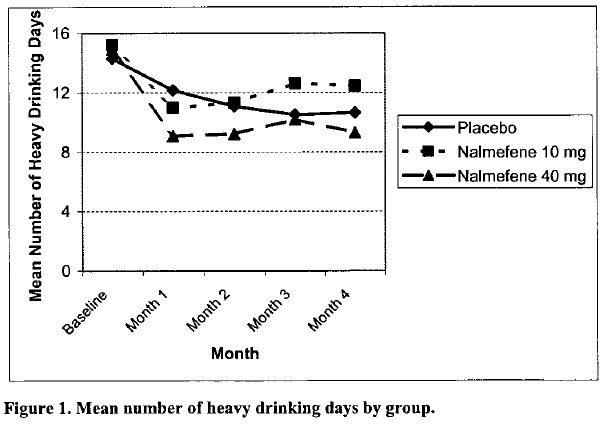 16
12
8
4
0
Mean Number of Heavy Drinking Days
Baseline
Month 1
Month 2
Month 3
Month 4
Month
Placebo
Nalmefene 10 mg
Nalmefene 40 mg
Figure 1. Mean number of heavy drinking days by group.